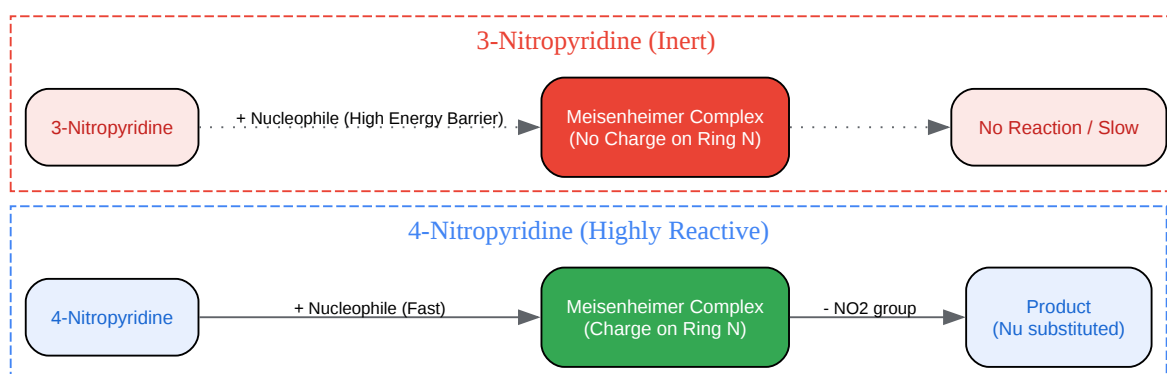 3-Nitropyridine (Inert)
3-Nitropyridine
+ Nucleophile (High Energy Barrier)
Meisenheimer Complex
(No Charge on Ring N)
No Reaction / Slow
4-Nitropyridine (Highly Reactive)
4-Nitropyridine
+ Nucleophile (Fast)
Meisenheimer Complex
(Charge on Ring N)
- NO2 group
Product
(Nu substituted)